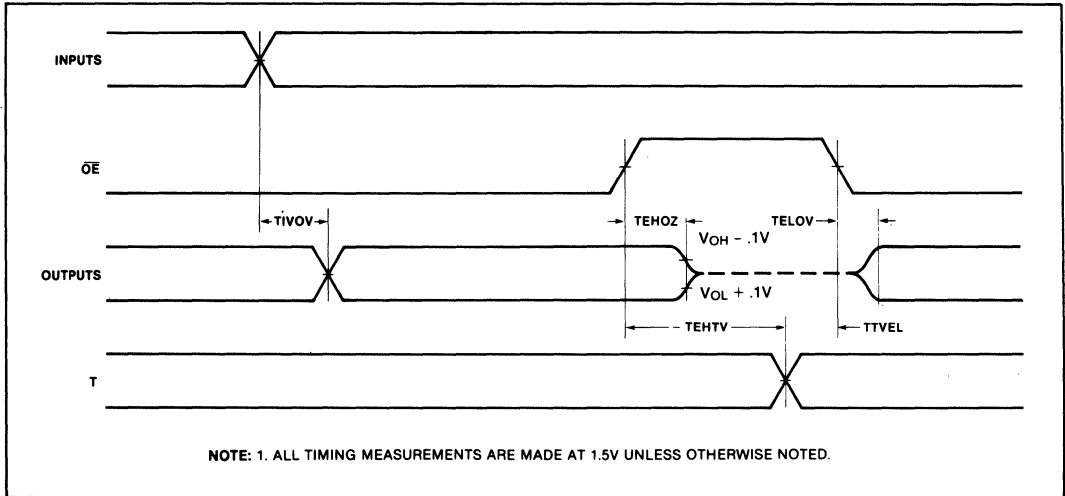 INPUTS
O̅E̅
TIVOV
TEHOZ
TELOV
VOH - .1V
OUTPUTS
VOL + .1V
TEHTV
TTVEL
T
NOTE: 1. ALL TIMING MEASUREMENTS ARE MADE AT 1.5V UNLESS OTHERWISE NOTED.